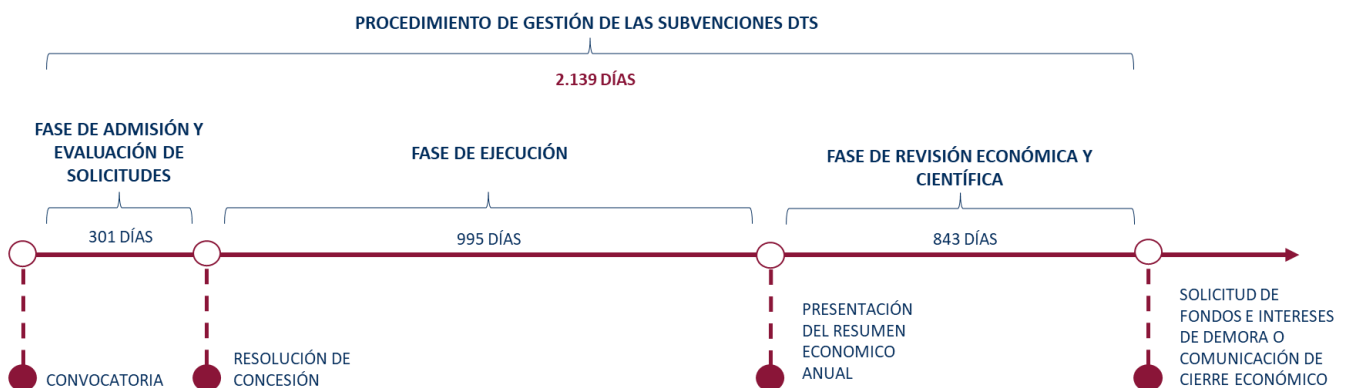 PROCEDIMIENTO DE GESTIÓN DE LAS SUBVENCIONES DTS
2.139 DÍAS
FASE DE ADMISIÓN Y
EVALUACIÓN DE
SOLICITUDES
FASE DE EJECUCIÓN
FASE DE REVISIÓN ECONÓMICA Y
CIENTÍFICA
301 DÍAS
995 DÍAS
843 DÍAS
CONVOCATORIA
RESOLUCIÓN DE
CONCESIÓN
PRESENTACIÓN
DEL RESUMEN
ECONOMICO
ANUAL
SOLICITUD DE
FONDOS E INTERESES
DE DEMORA O
COMUNICACIÓN DE
CIERRE ECONÓMICO